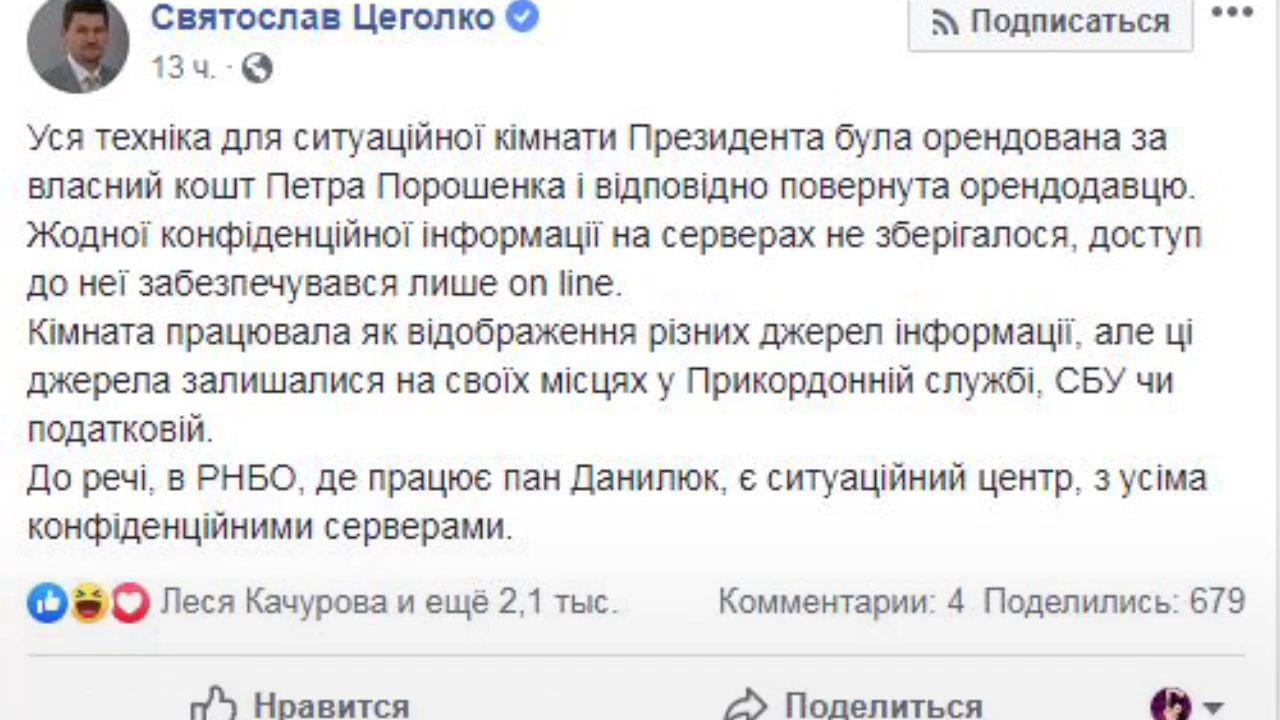 Святослав Цеголко
Подписаться
13 ч.
Уся техніка для ситуаційної кімнати Президента була орендована за
власний кошт Петра Порошенка і відповідно повернута орендодавцю.
Жодної конфіденційної інформації на серверах не зберігалося, доступ
до неї забезпечувався лише on line.
Кімната працювала як відображення різних джерел інформації, але ці
джерела залишалися на своїх місцях у Прикордонній службі, СБУ чи
податковій.
До речі, в РНБО, де працює пан Данилюк, є ситуаційний центр, з усіма
конфіденційними серверами.
Леся Качурова и ещё 2,1 тыс. Комментарии: 4 Поделились: 679
Нравится Поделиться